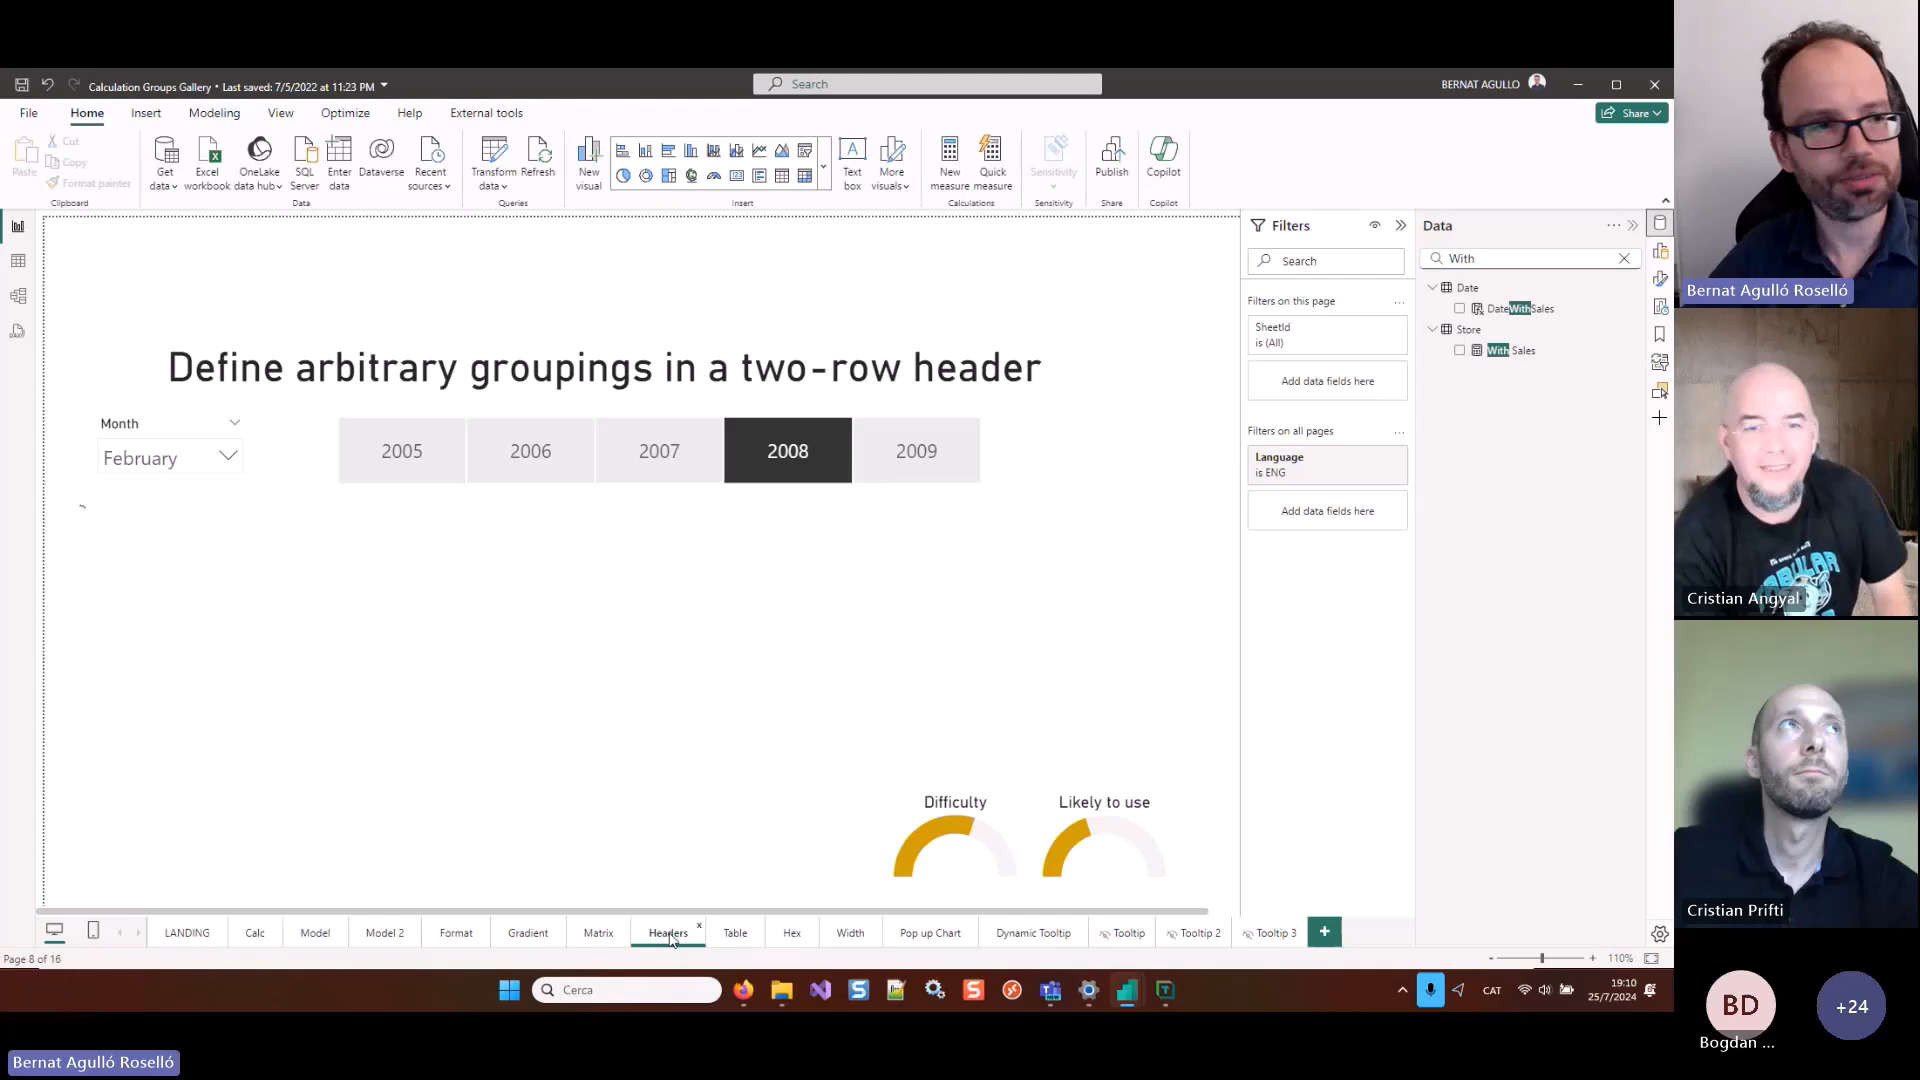 Calculation Groups Gallery • Last saved: 7/5/2022 at 11:23 PM
Search
BERNAT AGULLO
File
Home
Insert
Modeling
View
Optimize
Help
External tools
Share
Paste
Cut
Copy
Format painter
Clipboard
Get data
Excel workbook
OneLake data hub
SQL Server
Enter data
Dataverse
Recent sources
Data
Transform data
Refresh
Queries
New visual
Text box
More visuals
Insert
New measure
Quick measure
Calculations
Sensitivity
Sensitivity
Publish
Share
Copilot
Copilot
Define arbitrary groupings in a two-row header
Month
February
2005
2006
2007
2008
2009
Difficulty
Likely to use
Filters
Search
Filters on this page
SheetId
is (All)
Add data fields here
Filters on all pages
Language
is ENG
Add data fields here
Data
With
Date
DateWithSales
Store
With Sales
LANDING
Calc
Model
Model 2
Format
Gradient
Matrix
Headers
Table
Hex
Width
Pop up Chart
Dynamic Tooltip
Tooltip
Tooltip 2
Tooltip 3
Page 8 of 16
110%
Cerca
CAT
19:10
25/7/2024
Bernat Agulló Roselló
Cristian Angyal
Cristian Prifti
BD
Bogdan ...
+24
Bernat Agulló Roselló